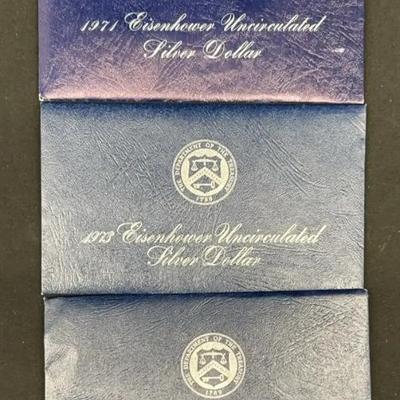 1971 Eisenhower Uncirculated
Silver Dollar
THE DEPARTMENT OF THE TREASURY
1789
1973 Eisenhower Uncirculated
Silver Dollar
THE DEPARTMENT OF THE TREASURY
1789